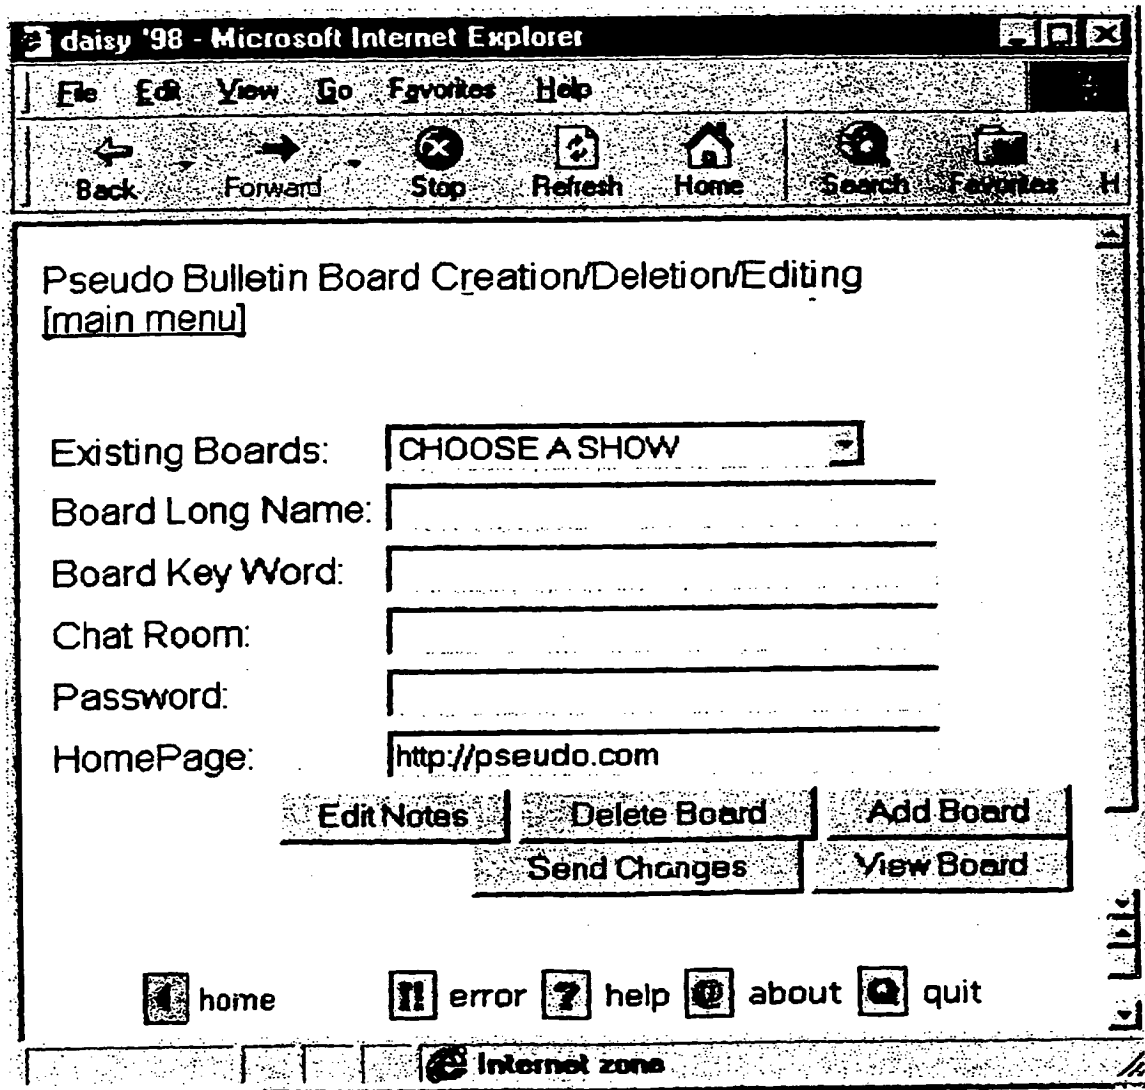 daisy '98 - Microsoft Internet Explorer
File Edit View Go Favorites Help
Back Forward Stop Refresh Home Search Favorites H
Pseudo Bulletin Board Creation/Deletion/Editing
[main menu]
Existing Boards: CHOOSE A SHOW
Board Long Name:
Board Key Word:
Chat Room:
Password:
HomePage: http://pseudo.com
Edit Notes Delete Board Add Board
Send Changes View Board
home !! error ? help @ about Q quit
Internet zone